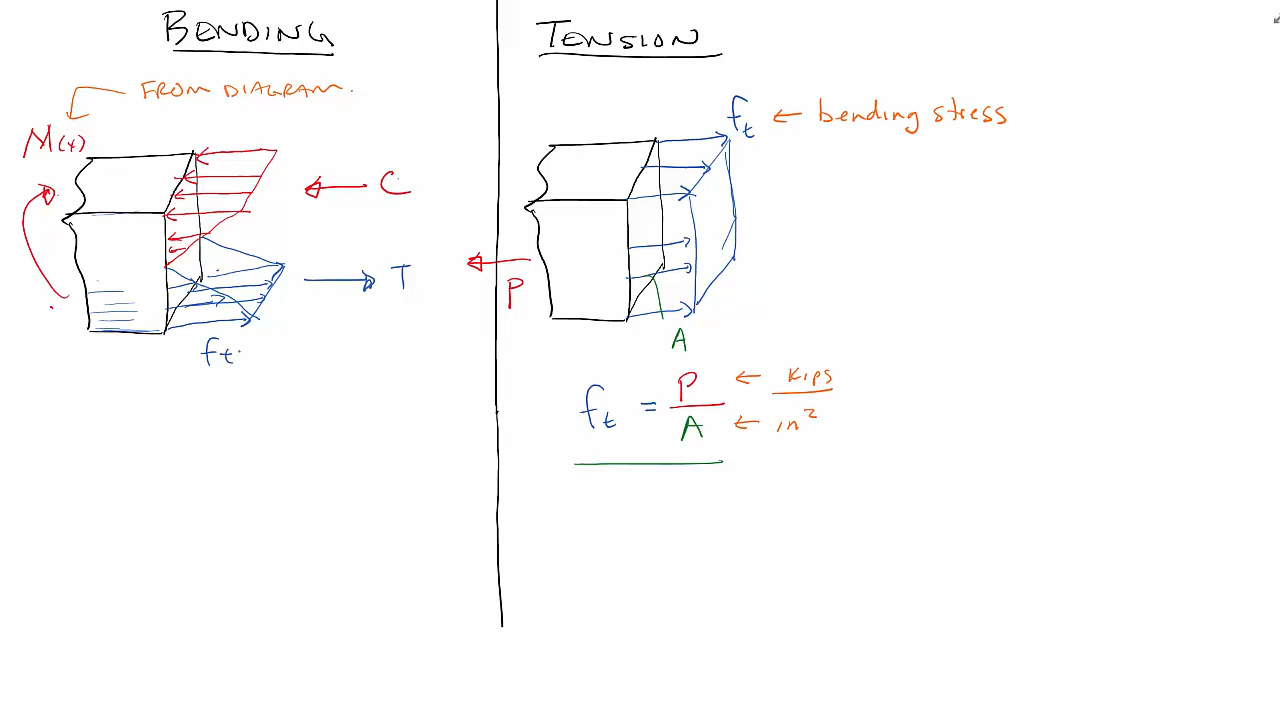 BENDING
FROM DIAGRAM.
M(x)
C
T
ft
TENSION
ft ← bending stress
P
A
ft = P/A ← kips / in²